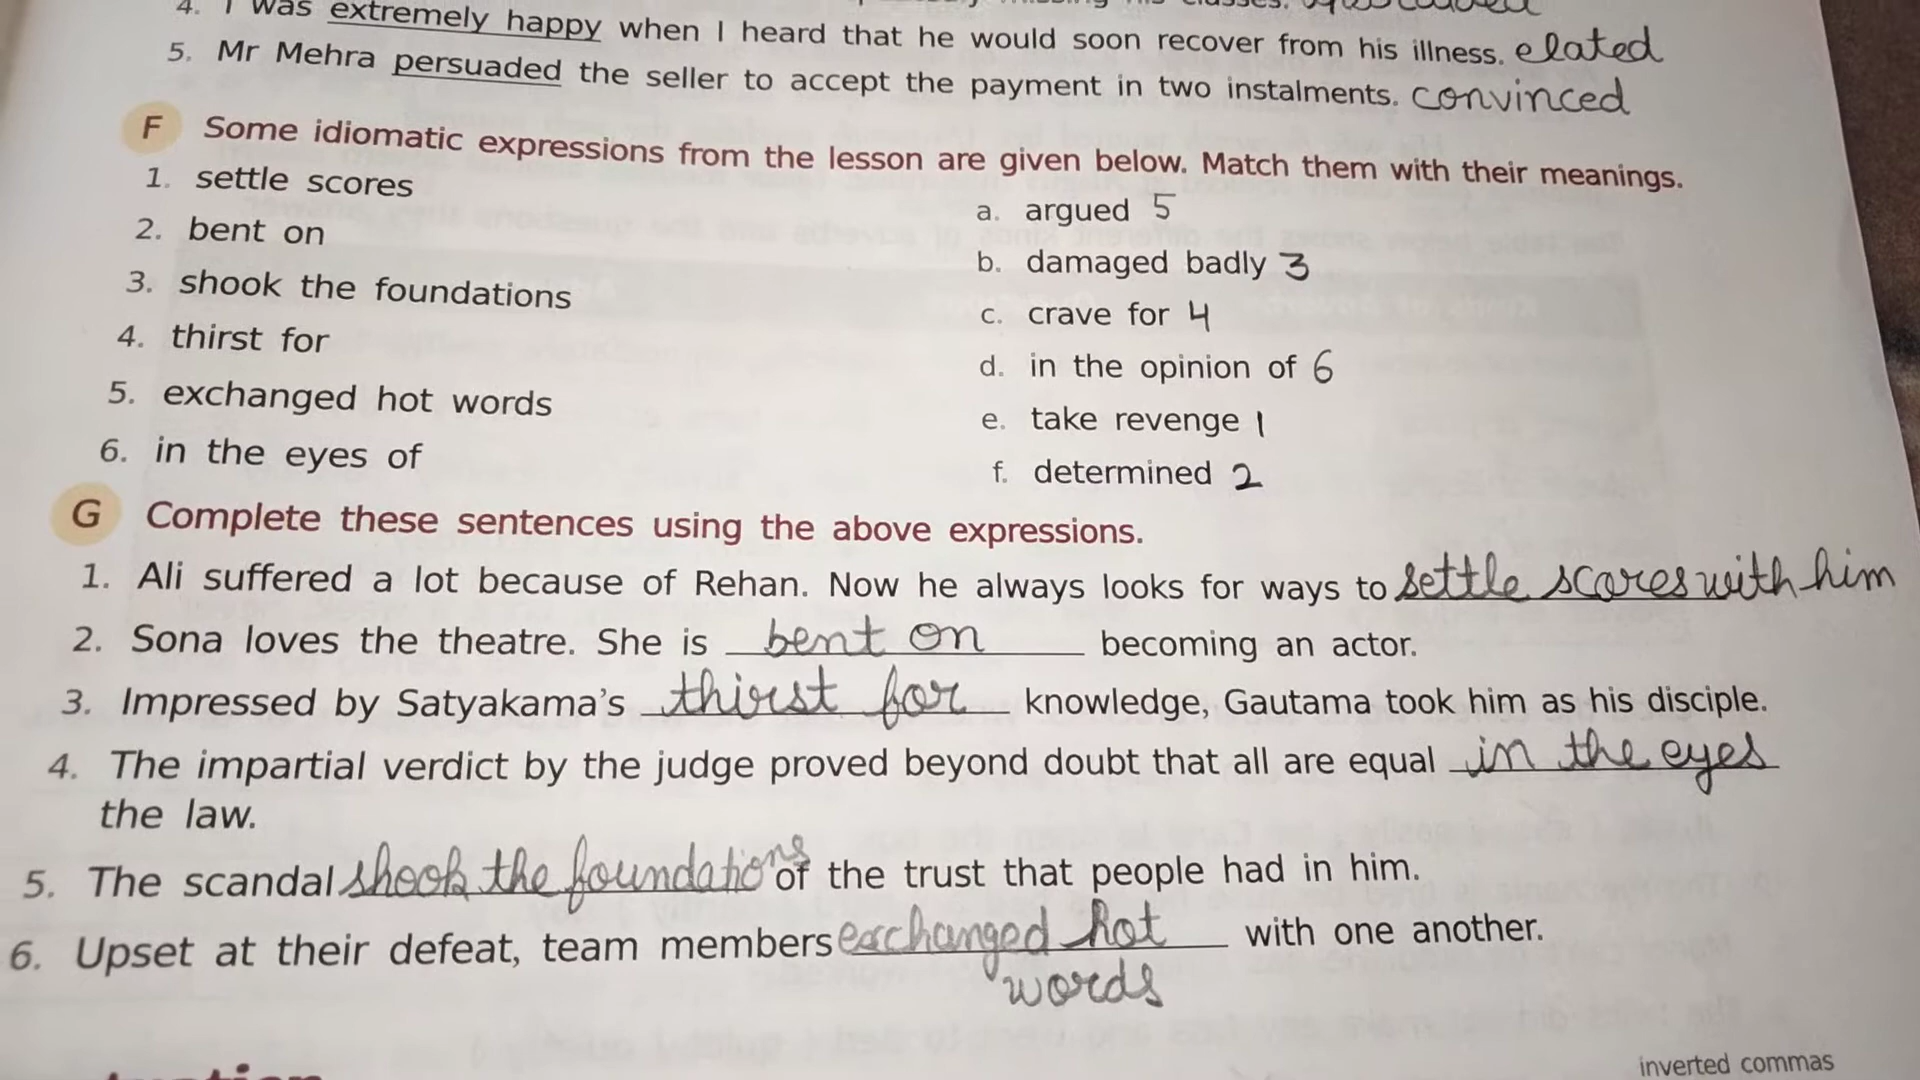 4. I was extremely happy when I heard that he would soon recover from his illness. elated
5. Mr Mehra persuaded the seller to accept the payment in two instalments. convinced
F Some idiomatic expressions from the lesson are given below. Match them with their meanings.
1. settle scores
a. argued 5
2. bent on
b. damaged badly 3
3. shook the foundations
c. crave for 4
4. thirst for
d. in the opinion of 6
5. exchanged hot words
e. take revenge 1
6. in the eyes of
f. determined 2
G Complete these sentences using the above expressions.
1. Ali suffered a lot because of Rehan. Now he always looks for ways to settle scores with him
2. Sona loves the theatre. She is bent on becoming an actor.
3. Impressed by Satyakama's thirst for knowledge, Gautama took him as his disciple.
4. The impartial verdict by the judge proved beyond doubt that all are equal in the eyes
the law.
5. The scandal shook the foundations of the trust that people had in him.
6. Upset at their defeat, team members exchanged hot with one another.
words
inverted commas